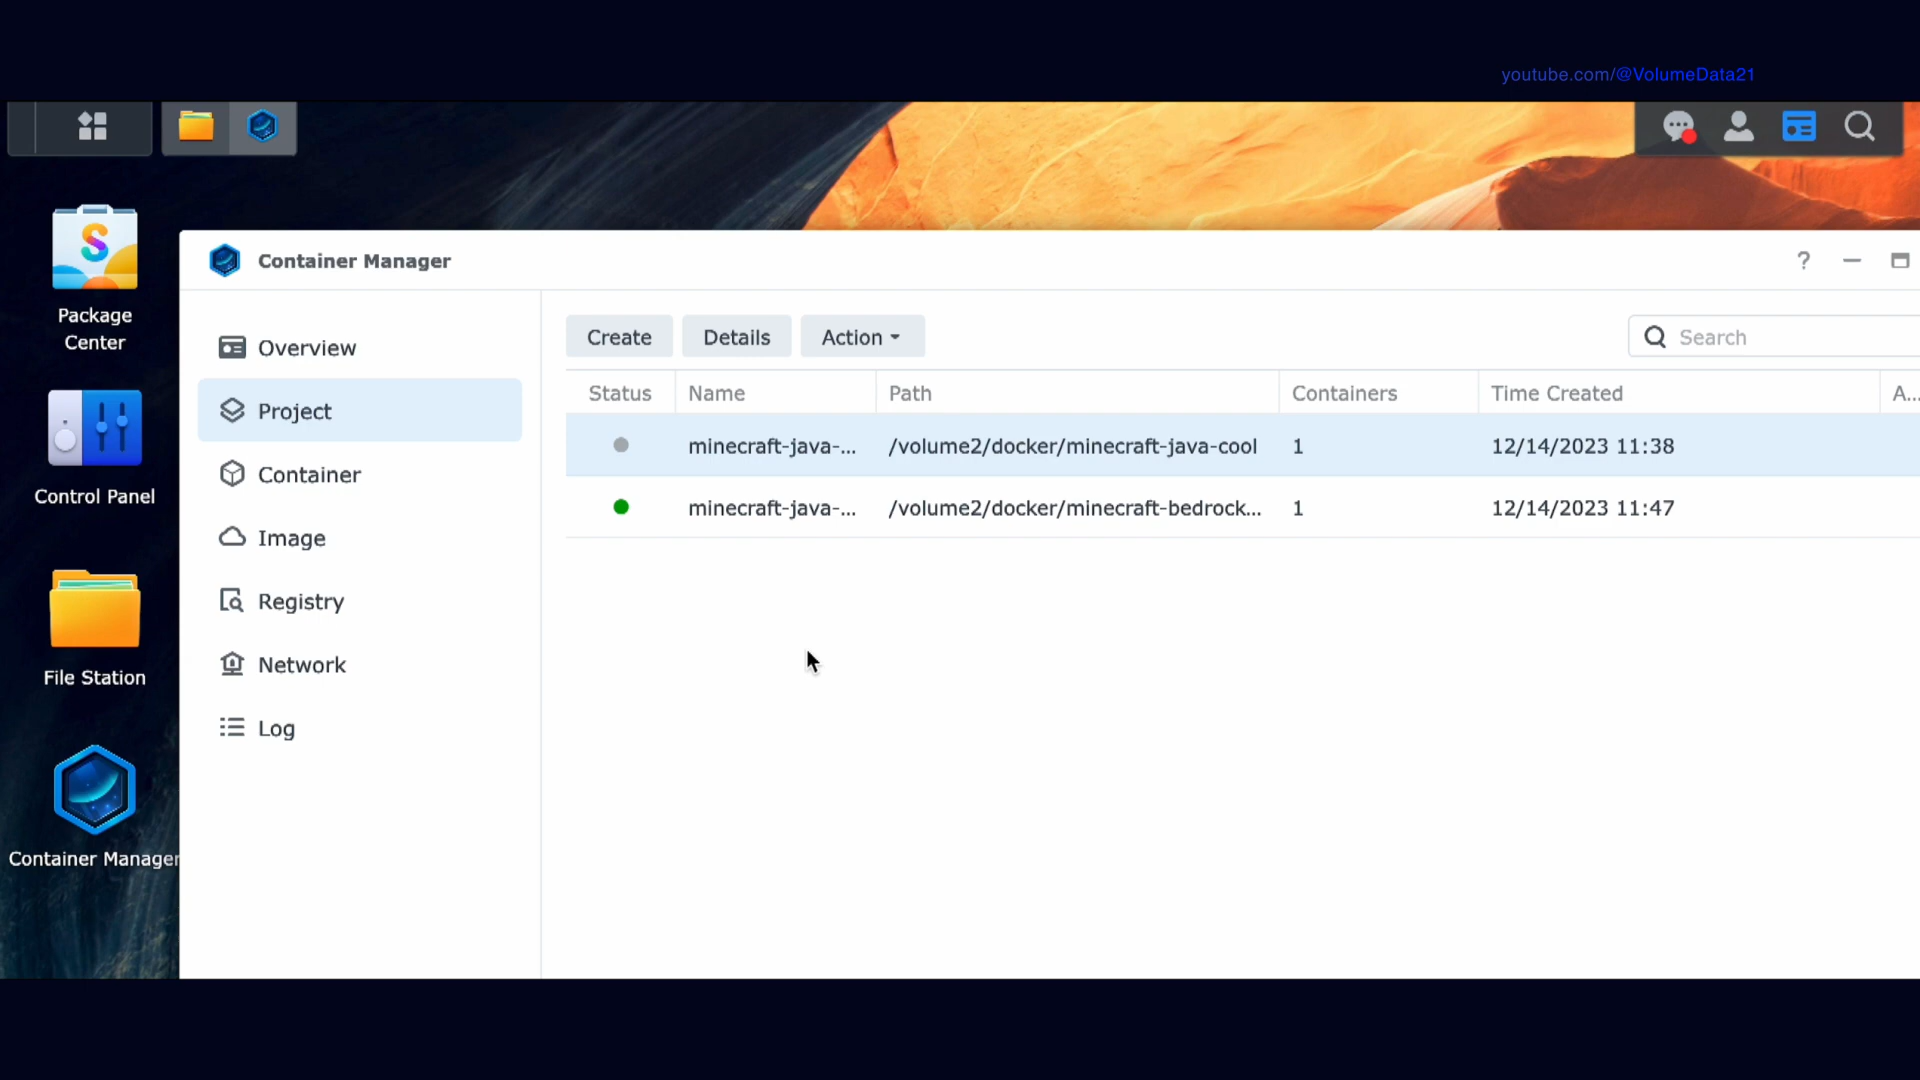 youtube.com/@VolumeData21
Package
Center
Control Panel
File Station
Container Manager
Container Manager
?
Overview
Project
Container
Image
Registry
Network
Log
Create
Details
Action
Search
Status
Name
Path
Containers
Time Created
A...
minecraft-java-...
/volume2/docker/minecraft-java-cool
1
12/14/2023 11:38
minecraft-java-...
/volume2/docker/minecraft-bedrock...
1
12/14/2023 11:47